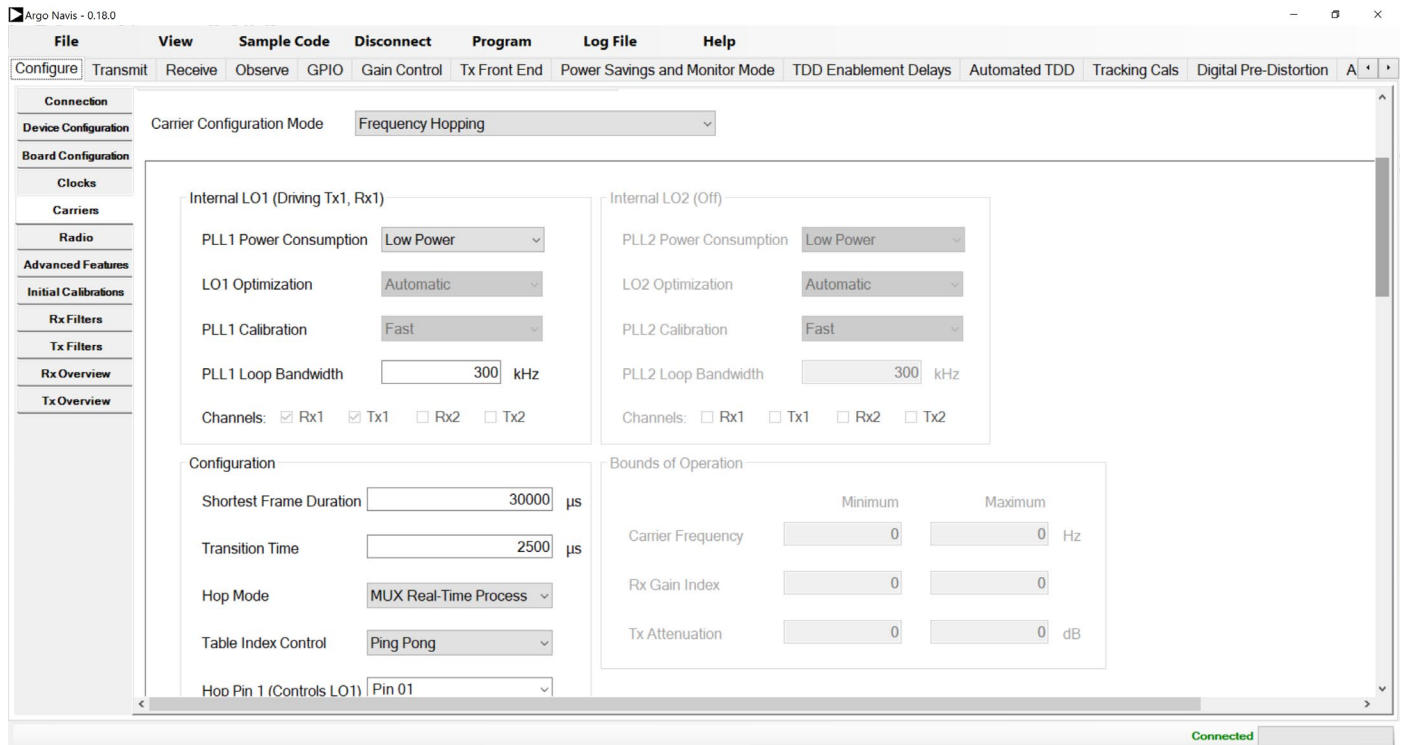 Argo Navis - 0.18.0
File View Sample Code Disconnect Program Log File Help
Configure Transmit Receive Observe GPIO Gain Control Tx Front End Power Savings and Monitor Mode TDD Enablement Delays Automated TDD Tracking Cals Digital Pre-Distortion A
Connection
Device Configuration
Board Configuration
Clocks
Carriers
Radio
Advanced Features
Initial Calibrations
Rx Filters
Tx Filters
Rx Overview
Tx Overview
Carrier Configuration Mode Frequency Hopping
Internal LO1 (Driving Tx1, Rx1)
PLL1 Power Consumption Low Power
LO1 Optimization Automatic
PLL1 Calibration Fast
PLL1 Loop Bandwidth 300 kHz
Channels: Rx1 Tx1 Rx2 Tx2
Internal LO2 (Off)
PLL2 Power Consumption Low Power
LO2 Optimization Automatic
PLL2 Calibration Fast
PLL2 Loop Bandwidth 300 kHz
Channels: Rx1 Tx1 Rx2 Tx2
Configuration
Shortest Frame Duration 30000 µs
Transition Time 2500 µs
Hop Mode MUX Real-Time Process
Table Index Control Ping Pong
Hop Pin 1 (Controls LO1) Pin 01
Bounds of Operation
Minimum Maximum
Carrier Frequency 0 0 Hz
Rx Gain Index 0 0
Tx Attenuation 0 0 dB
Connected